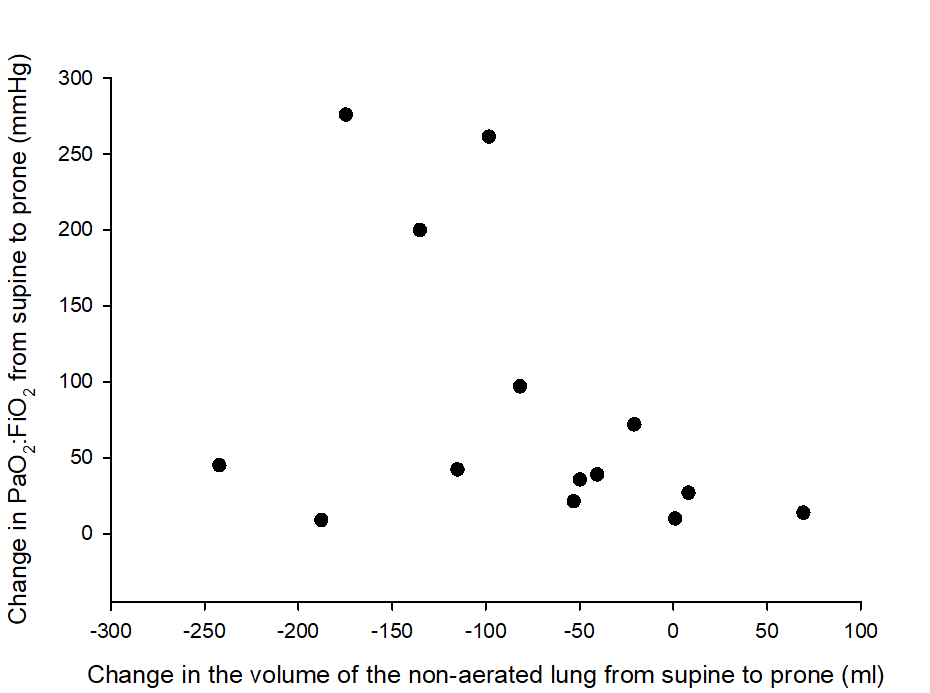 Change in PaO2:FiO2 from supine to prone (mmHg)
300
250
200
150
100
50
0
-300 -250 -200 -150 -100 -50 0 50 100
Change in the volume of the non-aerated lung from supine to prone (ml)